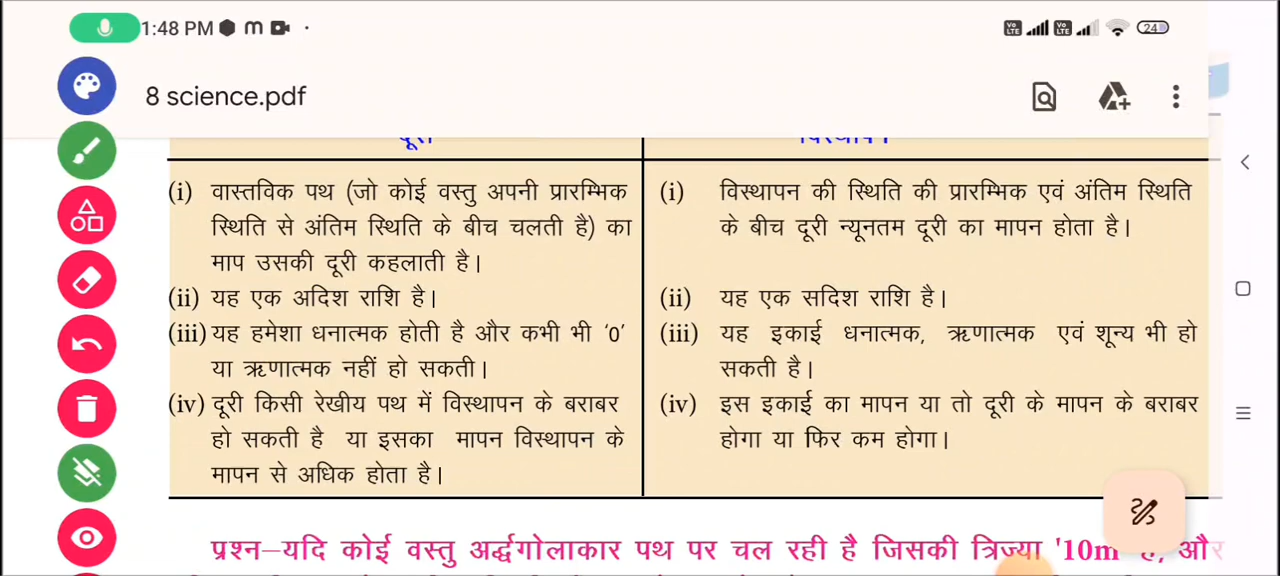 1:48 PM
24
8 science.pdf
दूरी
विस्थापन
(i) वास्तविक पथ (जो कोई वस्तु अपनी प्रारम्भिक
स्थिति से अंतिम स्थिति के बीच चलती है) का
माप उसकी दूरी कहलाती है।
(ii) यह एक अदिश राशि है।
(iii) यह हमेशा धनात्मक होती है और कभी भी ‘0’
या ऋणात्मक नहीं हो सकती।
(iv) दूरी किसी रेखीय पथ में विस्थापन के बराबर
हो सकती है या इसका मापन विस्थापन के
मापन से अधिक होता है।
(i) विस्थापन की स्थिति की प्रारम्भिक एवं अंतिम स्थिति
के बीच दूरी न्यूनतम दूरी का मापन होता है।
(ii) यह एक सदिश राशि है।
(iii) यह इकाई धनात्मक, ऋणात्मक एवं शून्य भी हो
सकती है।
(iv) इस इकाई का मापन या तो दूरी के मापन के बराबर
होगा या फिर कम होगा।
प्रश्न–यदि कोई वस्तु अर्द्धगोलाकार पथ पर चल रही है जिसकी त्रिज्या '10m' है, और